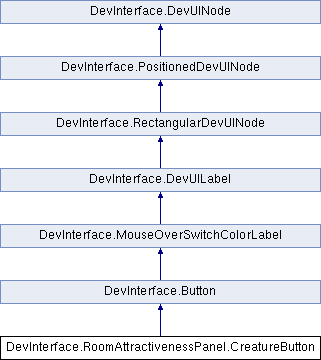 DevInterface.DevUINode
DevInterface.PositionedDevUINode
DevInterface.RectangularDevUINode
DevInterface.DevUILabel
DevInterface.MouseOverSwitchColorLabel
DevInterface.Button
DevInterface.RoomAttractivenessPanel.CreatureButton